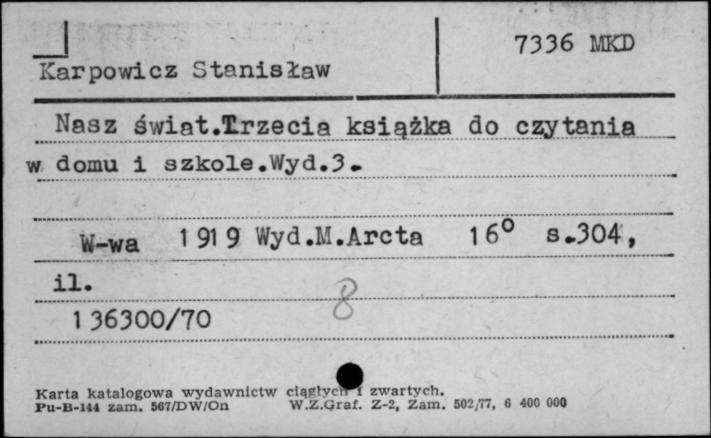 7336 MKD
Karpowicz Stanisław
Nasz świat.Trzecia książka do czytania
w domu i szkole.Wyd.3.
W-wa 1919 Wyd.M.Arcta 16° s.304,
il.
136300/70 8
Karta katalogowa wydawnictw ciągłych i zwartych.
Pu-B-144 zam. 567/DW/On W.Z.Graf. Z-2, Zam. 502/77, 6 400 000